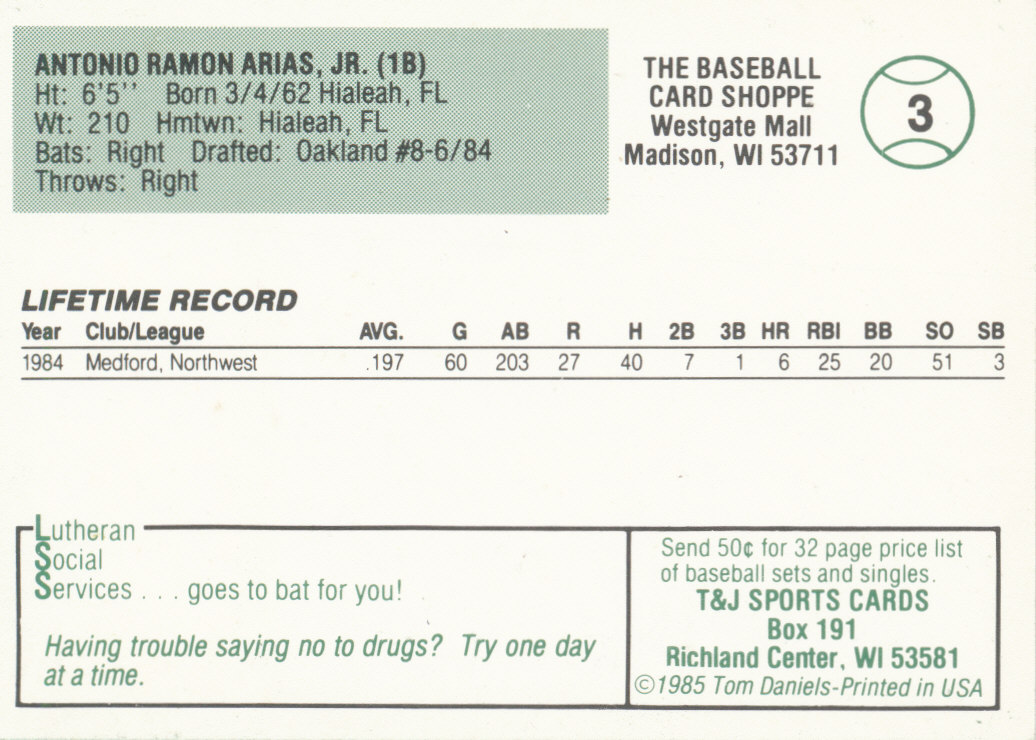 ANTONIO RAMON ARIAS, JR. (1B)
Ht: 6'5'' Born 3/4/62 Hialeah, FL
Wt: 210 Hmtwn: Hialeah, FL
Bats: Right Drafted: Oakland #8-6/84
Throws: Right
THE BASEBALL
CARD SHOPPE
Westgate Mall
Madison, WI 53711
3
LIFETIME RECORD
Year Club/League AVG. G AB R H 2B 3B HR RBI BB SO SB
1984 Medford, Northwest .197 60 203 27 40 7 1 6 25 20 51 3
Lutheran
Social
Services . . . goes to bat for you!
Having trouble saying no to drugs? Try one day
at a time.
Send 50¢ for 32 page price list
of baseball sets and singles.
T&J SPORTS CARDS
Box 191
Richland Center, WI 53581
©1985 Tom Daniels-Printed in USA